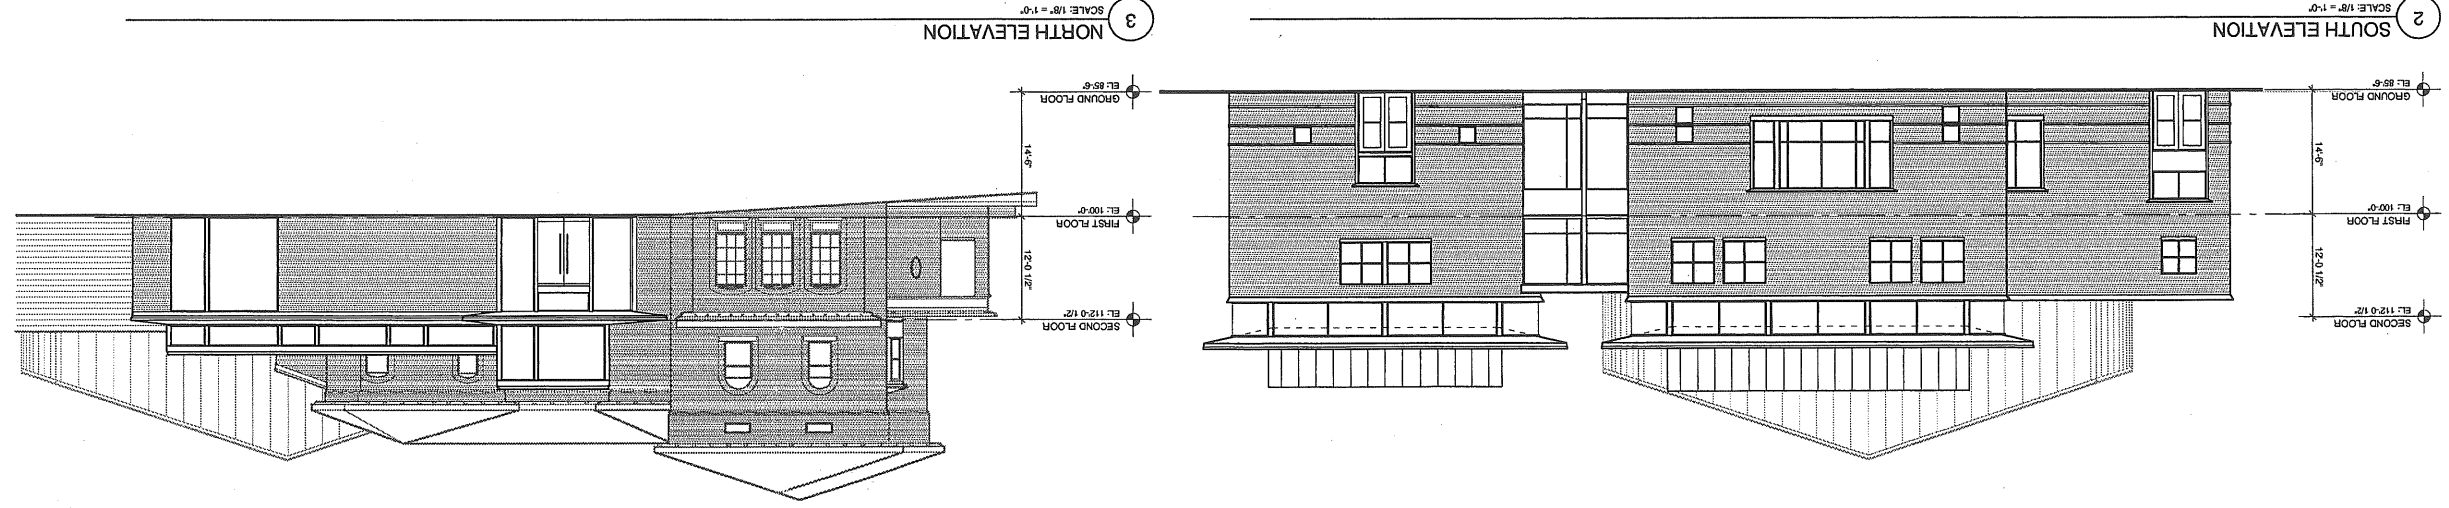 SECOND FLOOR
EL: 112'-0 1/2"
12'-0 1/2"
FIRST FLOOR
EL: 100'-0"
14'-6"
GROUND FLOOR
EL: 85'-6"
2
SOUTH ELEVATION
SCALE: 1/8" = 1'-0"
SECOND FLOOR
EL: 112'-0 1/2"
12'-0 1/2"
FIRST FLOOR
EL: 100'-0"
14'-6"
GROUND FLOOR
EL: 85'-6"
3
NORTH ELEVATION
SCALE: 1/8" = 1'-0"